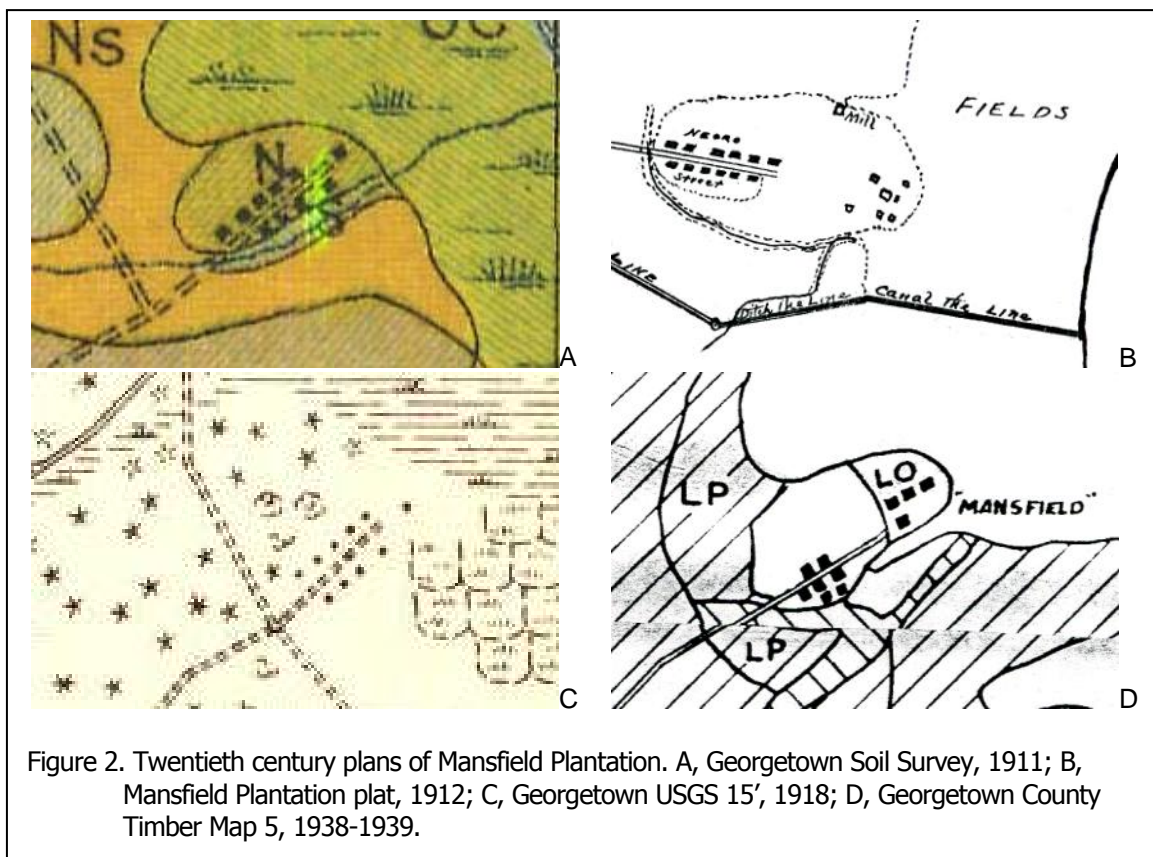 Ns
OC
N
A
FIELDS
Mill
NEGRO
STREET
LINE
Ditch the Line
Canal the Line
B
C
LP
LO
"MANSFIELD"
LP
D
Figure 2. Twentieth century plans of Mansfield Plantation. A, Georgetown Soil Survey, 1911; B,
Mansfield Plantation plat, 1912; C, Georgetown USGS 15’, 1918; D, Georgetown County
Timber Map 5, 1938-1939.